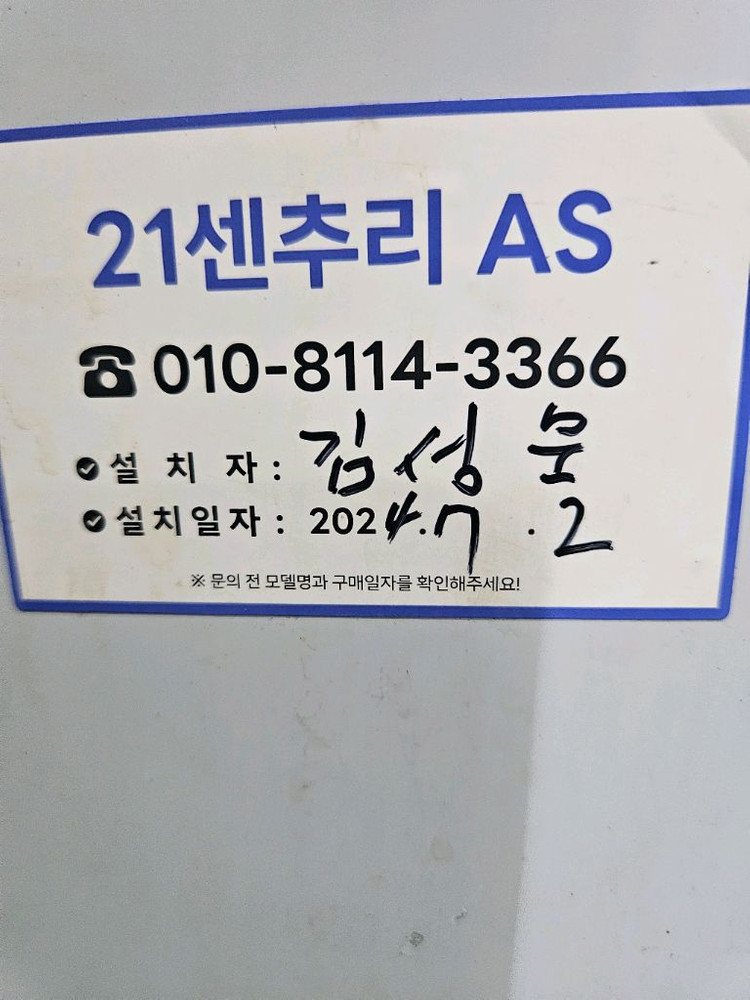 21센추리 AS
☎ 010-8114-3366
설 치 자 : 김성문
설치일자 : 2024.7.2
※ 문의 전 모델명과 구매일자를 확인해주세요!